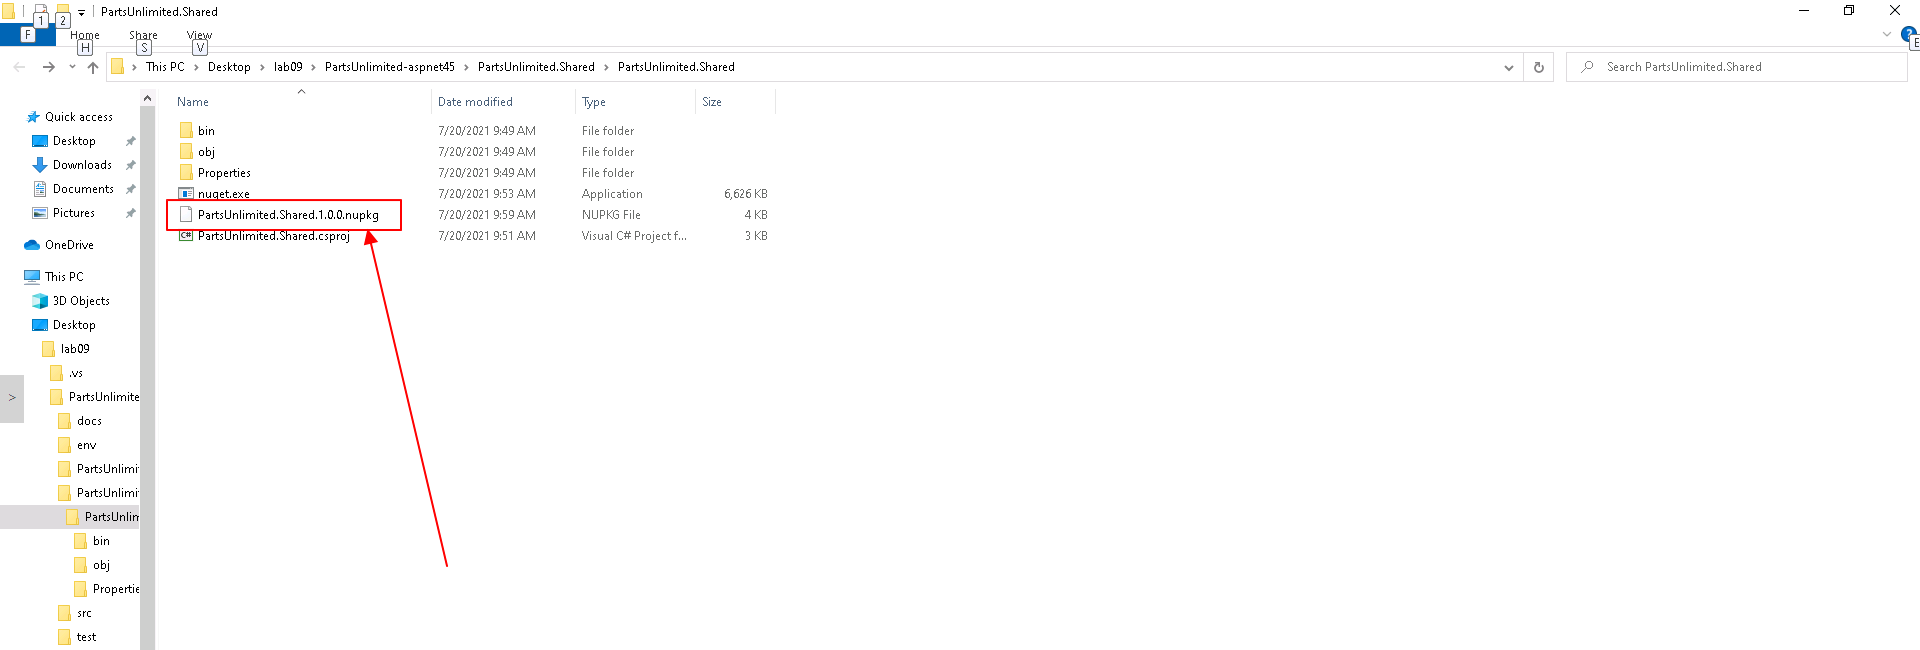 PartsUnlimited.Shared
1 2
F Home Share View
H S V E
This PC > Desktop > lab09 > PartsUnlimited-aspnet45 > PartsUnlimited.Shared > PartsUnlimited.Shared
Search PartsUnlimited.Shared
Name Date modified Type Size
bin 7/20/2021 9:49 AM File folder
obj 7/20/2021 9:49 AM File folder
Properties 7/20/2021 9:49 AM File folder
nuget.exe 7/20/2021 9:53 AM Application 6,626 KB
PartsUnlimited.Shared.1.0.0.nupkg 7/20/2021 9:59 AM NUPKG File 4 KB
PartsUnlimited.Shared.csproj 7/20/2021 9:51 AM Visual C# Project f... 3 KB
Quick access
Desktop
Downloads
Documents
Pictures
OneDrive
This PC
3D Objects
Desktop
lab09
.vs
PartsUnlimite
docs
env
PartsUnlimi
PartsUnlimi
PartsUnlim
bin
obj
Propertie
src
test